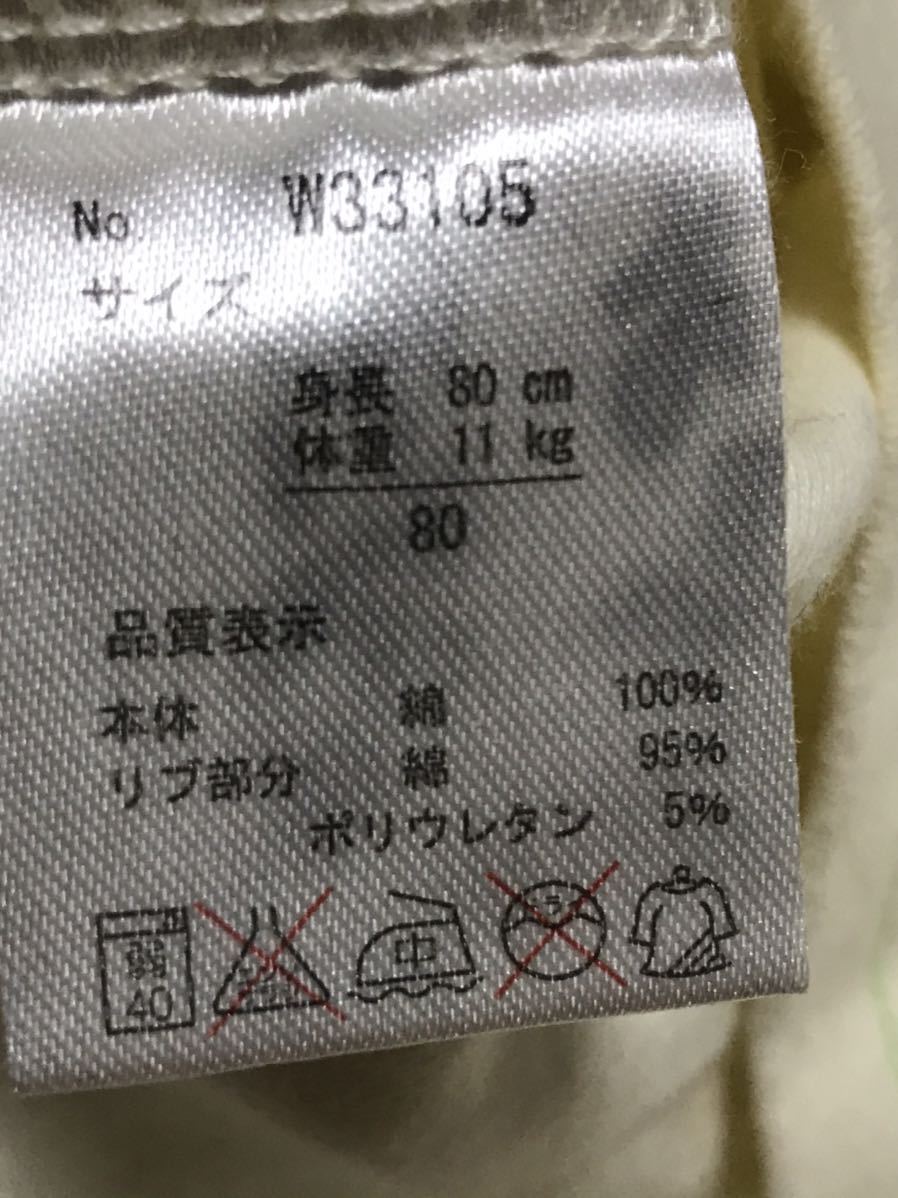 No. W33105
サイズ
身長 80 cm
体重 11 kg
80
品質表示
本体 綿 100%
リブ部分 綿 95%
ポリウレタン 5%
弱 40 中